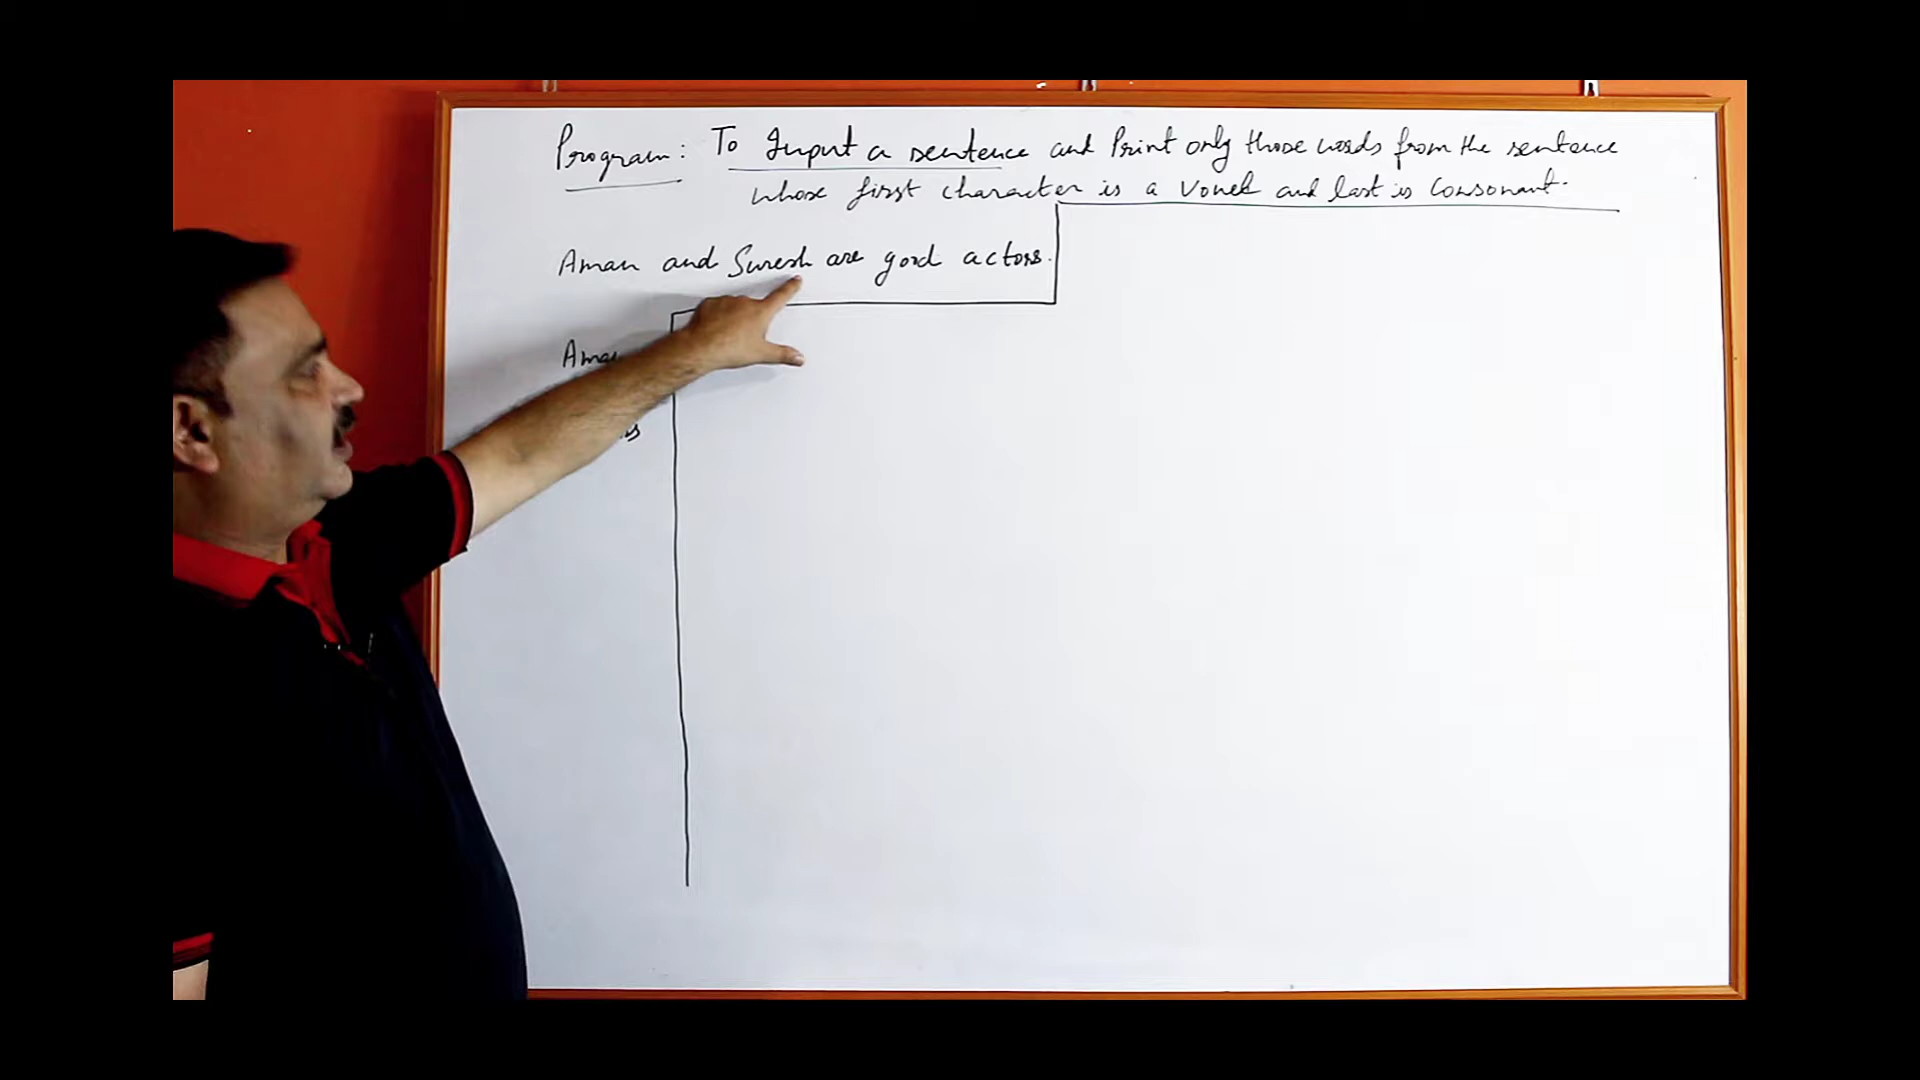 Program: To Input a sentence and Print only those words from the sentence
whose first character is a vowel and last is consonant.
Aman and Suresh are good actors.